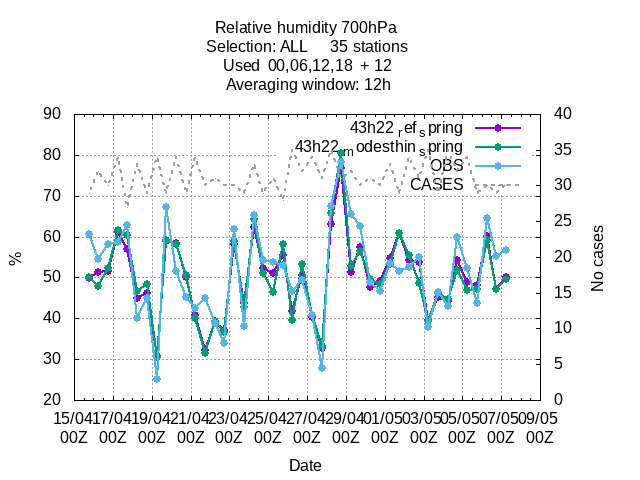 Relative humidity 700hPa
Selection: ALL 35 stations
Used 00,06,12,18 + 12
Averaging window: 12h
90 40
43h22_ref_spring
43h22_modesthin_spring
OBS
CASES
80 35
70 30
60 25
50 20
40 15
30 10
20 5
0
%
No cases
15/04 17/04 19/04 21/04 23/04 25/04 27/04 29/04 01/05 03/05 05/05 07/05 09/05
00Z 00Z 00Z 00Z 00Z 00Z 00Z 00Z 00Z 00Z 00Z 00Z 00Z
Date